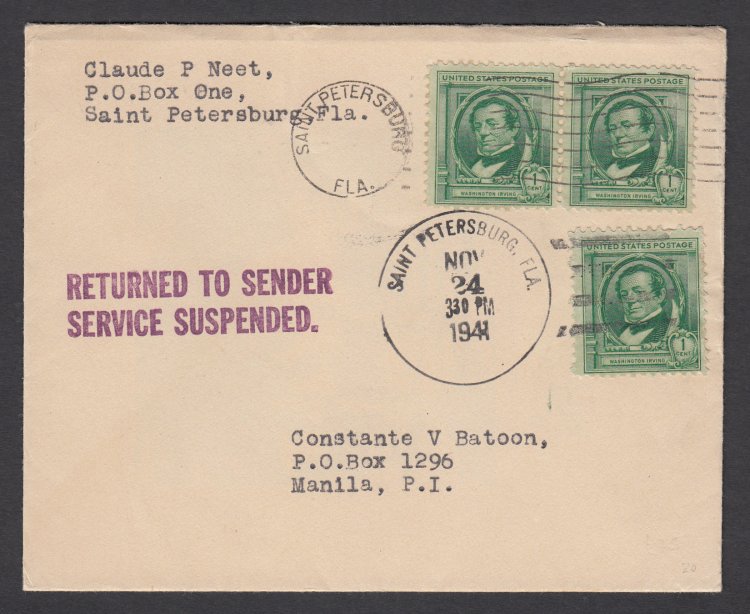 Claude P Neet,
P.O.Box One,
Saint Petersburg Fla.
SAINT PETERSBURG
FLA.
UNITED STATES POSTAGE
1 CENT
WASHINGTON IRVING
UNITED STATES POSTAGE
1 CENT
WASHINGTON IRVING
SAINT PETERSBURG, FLA.
NOV
24
330 PM
1941
UNITED STATES POSTAGE
1 CENT
WASHINGTON IRVING
RETURNED TO SENDER
SERVICE SUSPENDED.
Constante V Batoon,
P.O.Box 1296
Manila, P.I.
20